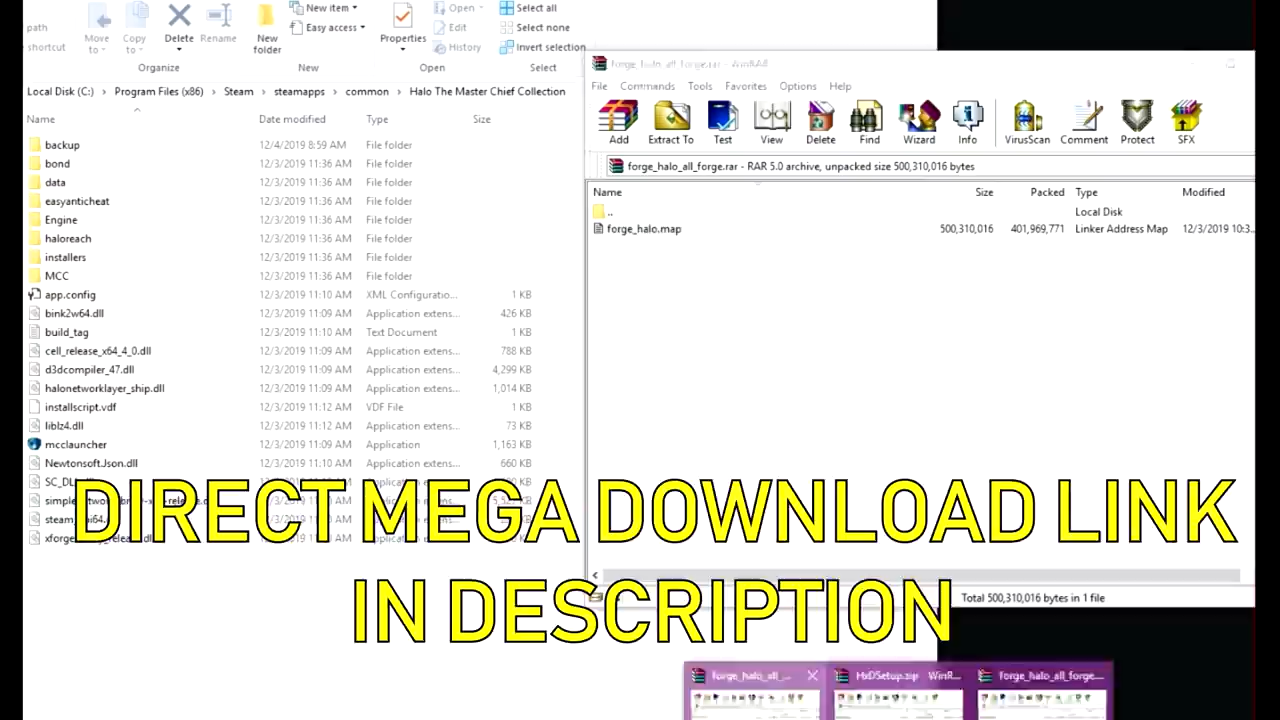 path
shortcut
Move to
Copy to
Delete
Rename
New folder
New item
Easy access
Properties
Open
Edit
History
Select all
Select none
Invert selection
Organize
New
Open
Select
Local Disk (C:) > Program Files (x86) > Steam > steamapps > common > Halo The Master Chief Collection
Name Date modified Type Size
backup 12/4/2019 8:59 AM File folder
bond 12/3/2019 11:36 AM File folder
data 12/3/2019 11:36 AM File folder
easyanticheat 12/3/2019 11:36 AM File folder
Engine 12/3/2019 11:36 AM File folder
haloreach 12/3/2019 11:36 AM File folder
installers 12/3/2019 11:36 AM File folder
MCC 12/3/2019 11:36 AM File folder
app.config 12/3/2019 11:10 AM XML Configuratio... 1 KB
bink2w64.dll 12/3/2019 11:09 AM Application extens... 426 KB
build_tag 12/3/2019 11:10 AM Text Document 1 KB
cell_release_x64_4_0.dll 12/3/2019 11:09 AM Application extens... 788 KB
d3dcompiler_47.dll 12/3/2019 11:09 AM Application extens... 4,299 KB
halonetworklayer_ship.dll 12/3/2019 11:09 AM Application extens... 1,014 KB
installscript.vdf 12/3/2019 11:12 AM VDF File 1 KB
liblz4.dll 12/3/2019 11:09 AM Application extens... 73 KB
mcclauncher 12/3/2019 11:09 AM Application 1,163 KB
Newtonsoft.Json.dll 12/3/2019 11:10 AM Application extens... 660 KB
forge_halo_all_forge.rar - WinRAR
File Commands Tools Favorites Options Help
Add Extract To Test View Delete Find Wizard Info VirusScan Comment Protect SFX
forge_halo_all_forge.rar - RAR 5.0 archive, unpacked size 500,310,016 bytes
Name Size Packed Type Modified
.. Local Disk
forge_halo.map 500,310,016 401,969,771 Linker Address Map 12/3/2019 10:3...
DIRECT MEGA DOWNLOAD LINK
IN DESCRIPTION
Total 500,310,016 bytes in 1 file
forge_halo_all_...
HxDSetup.zip WinR...
forge_halo_all_forge...